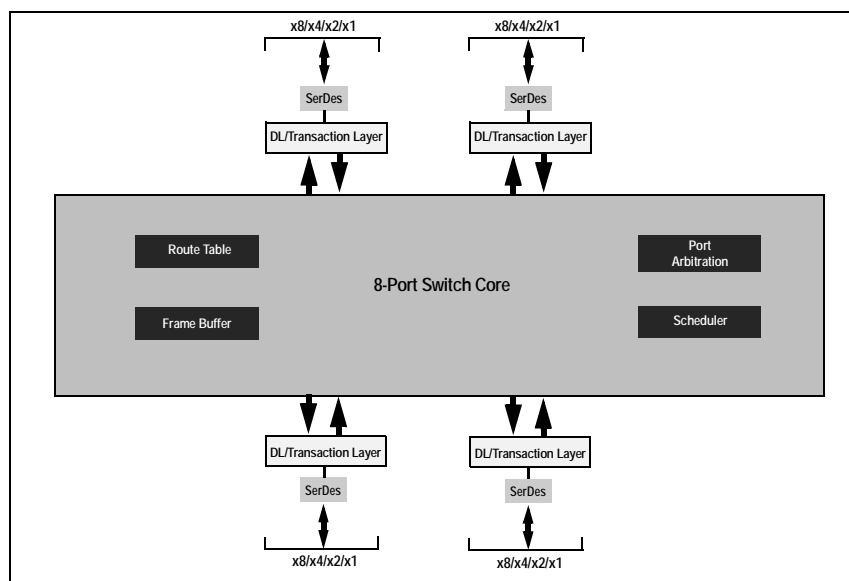 x8/x4/x2/x1
x8/x4/x2/x1
SerDes
SerDes
DL/Transaction Layer
DL/Transaction Layer
Route Table
Port
Arbitration
8-Port Switch Core
Frame Buffer
Scheduler
DL/Transaction Layer
DL/Transaction Layer
SerDes
SerDes
x8/x4/x2/x1
x8/x4/x2/x1